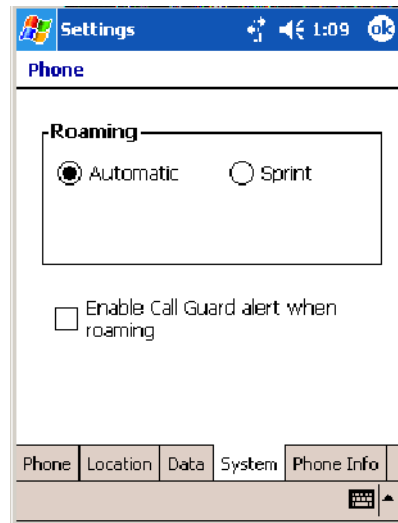 Settings 1:09 ok
Phone
Roaming
Automatic Sprint
Enable Call Guard alert when
roaming
Phone Location Data System Phone Info